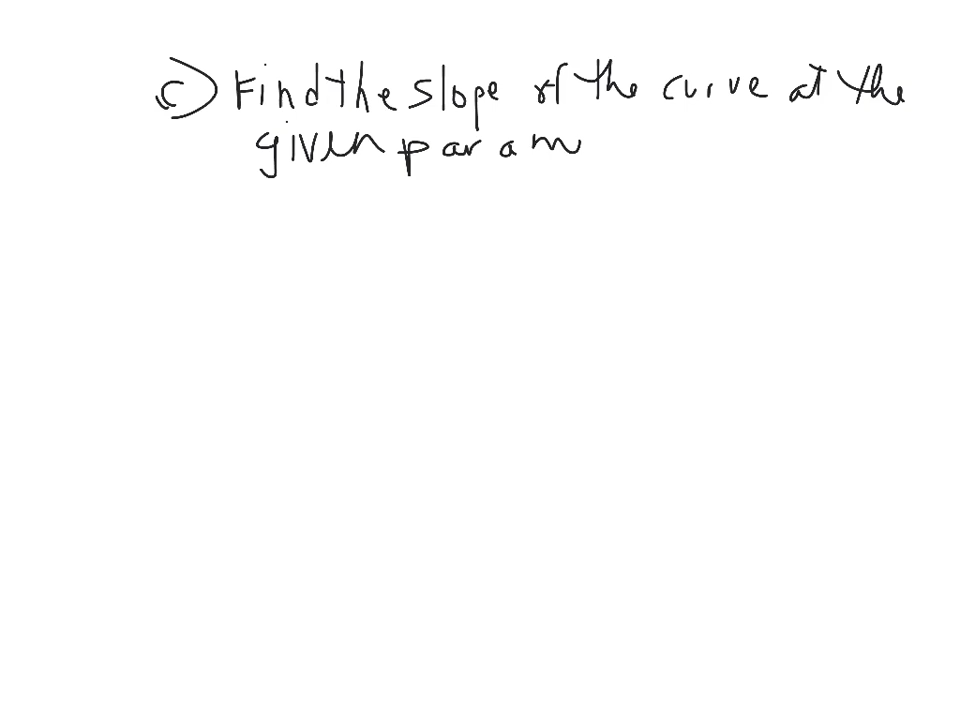 c) Find the slope of the curve at the
given param